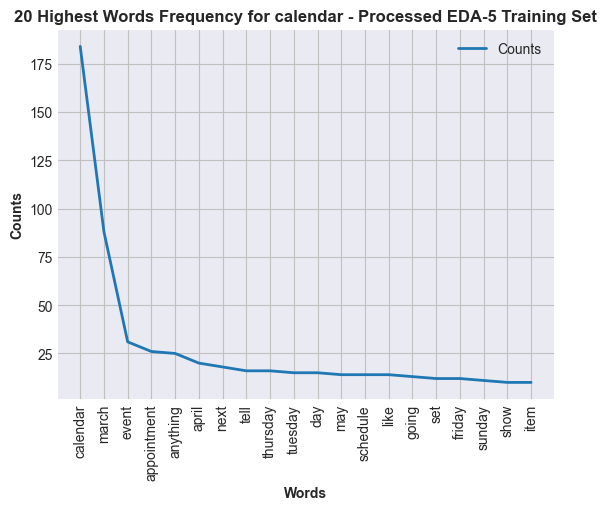 20 Highest Words Frequency for calendar - Processed EDA-5 Training Set
Counts
175
150
125
100
75
50
25
Counts
calendar
march
event
appointment
anything
april
next
tell
thursday
tuesday
day
may
schedule
like
going
set
friday
sunday
show
item
Words